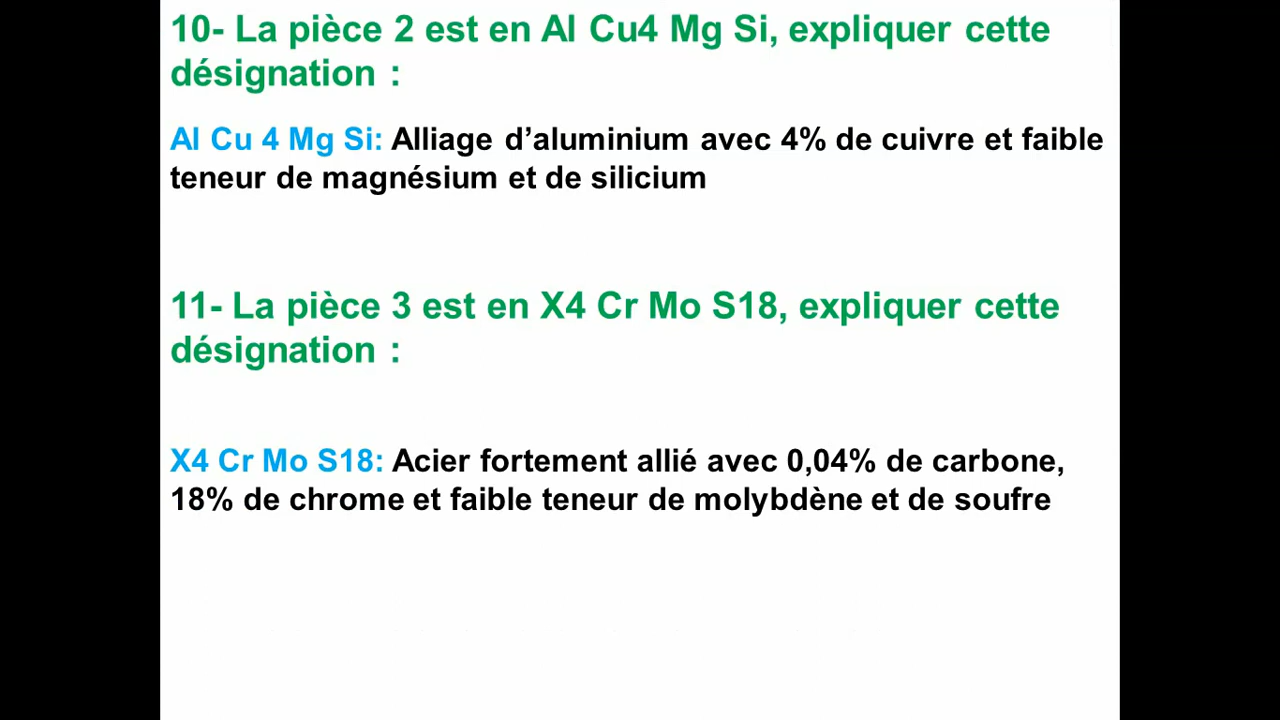 10- La pièce 2 est en Al Cu4 Mg Si, expliquer cette
désignation :
Al Cu 4 Mg Si: Alliage d’aluminium avec 4% de cuivre et faible
teneur de magnésium et de silicium
11- La pièce 3 est en X4 Cr Mo S18, expliquer cette
désignation :
X4 Cr Mo S18: Acier fortement allié avec 0,04% de carbone,
18% de chrome et faible teneur de molybdène et de soufre